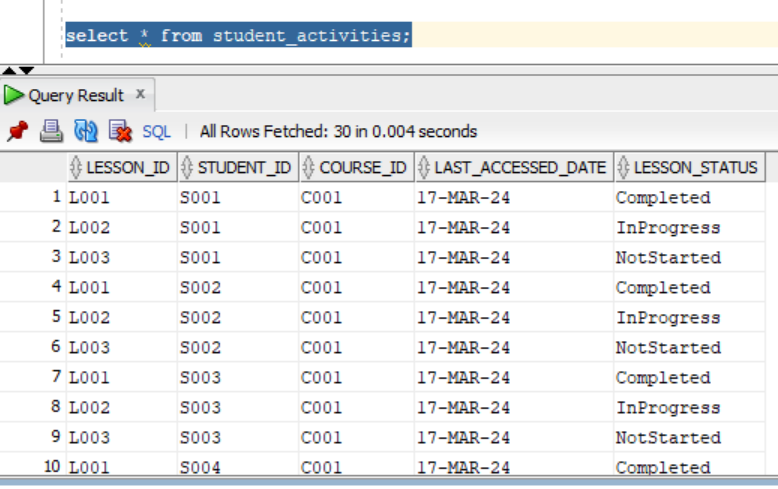 select * from student_activities;
Query Result x
SQL | All Rows Fetched: 30 in 0.004 seconds
LESSON_ID STUDENT_ID COURSE_ID LAST_ACCESSED_DATE LESSON_STATUS
1 L001 S001 C001 17-MAR-24 Completed
2 L002 S001 C001 17-MAR-24 InProgress
3 L003 S001 C001 17-MAR-24 NotStarted
4 L001 S002 C001 17-MAR-24 Completed
5 L002 S002 C001 17-MAR-24 InProgress
6 L003 S002 C001 17-MAR-24 NotStarted
7 L001 S003 C001 17-MAR-24 Completed
8 L002 S003 C001 17-MAR-24 InProgress
9 L003 S003 C001 17-MAR-24 NotStarted
10 L001 S004 C001 17-MAR-24 Completed